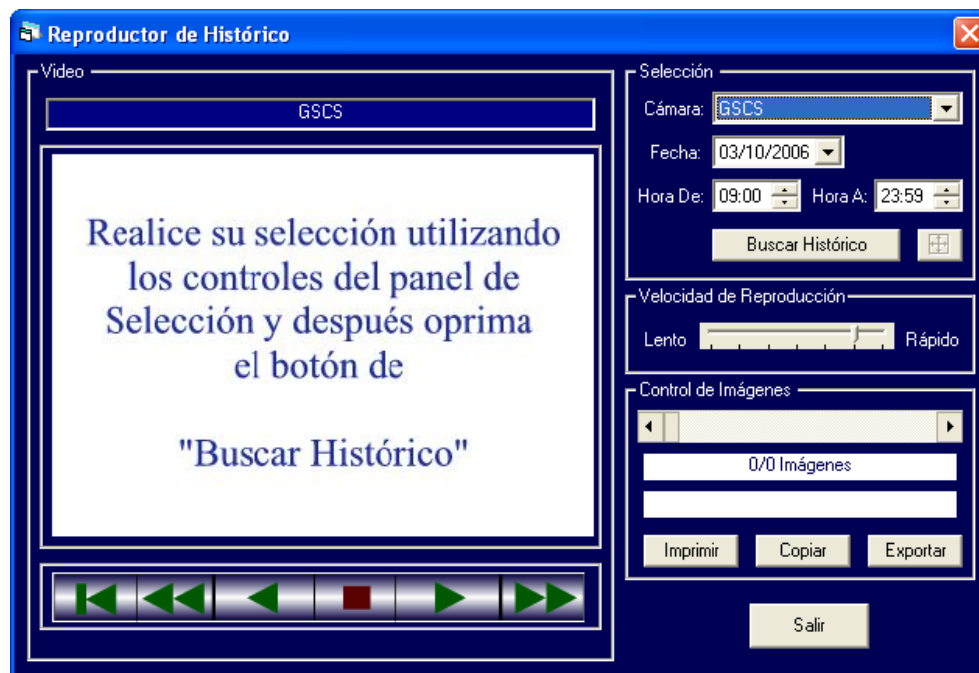 Reproductor de Histórico
Video
GSCS
Realice su selección utilizando
los controles del panel de
Selección y después oprima
el botón de
"Buscar Histórico"
Selección
Cámara: GSCS
Fecha: 03/10/2006
Hora De: 09:00 Hora A: 23:59
Buscar Histórico
Velocidad de Reproducción
Lento Rápido
Control de Imágenes
0/0 Imágenes
Imprimir Copiar Exportar
Salir